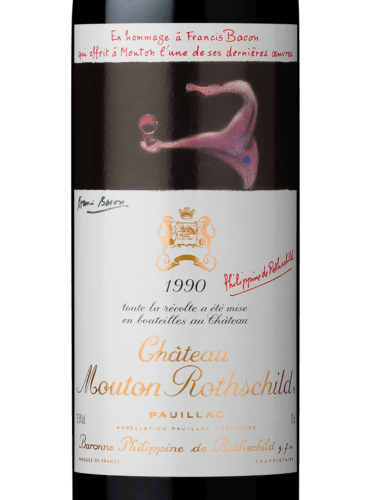 En hommage à Francis Bacon
qui offrit à Mouton l'une de ses dernières œuvres
Francis Bacon
1990
Philippine de Rothschild
toute la récolte a été mise
en bouteilles au Château
Château
Mouton Rothschild
PAUILLAC
APPELLATION PAUILLAC CONTRÔLÉE
Baronne Philippine de Rothschild g.f.a.
PRODUCE OF FRANCE
PROPRIÉTAIRE